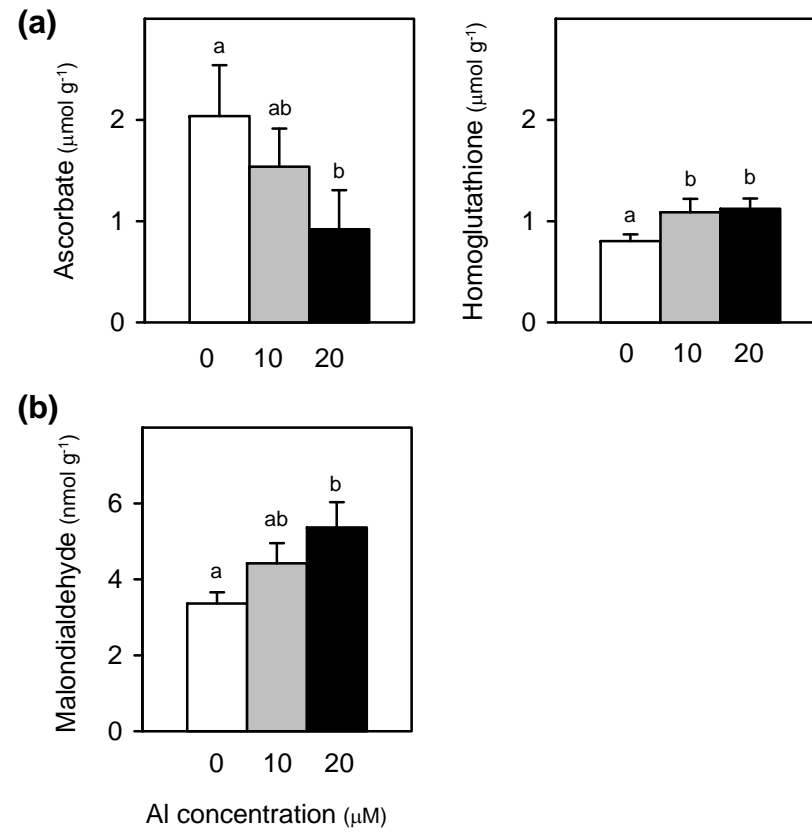 (a)
Ascorbate (μmol g-1)
2
1
0
a
ab
b
0 10 20
Homoglutathione (μmol g-1)
2
1
0
a
b
b
0 10 20
(b)
Malondialdehyde (nmol g-1)
6
4
2
0
a
ab
b
0 10 20
Al concentration (μM)